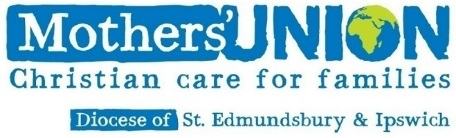 Mothers' UNION
Christian care for families
Diocese of St. Edmundsbury & Ipswich